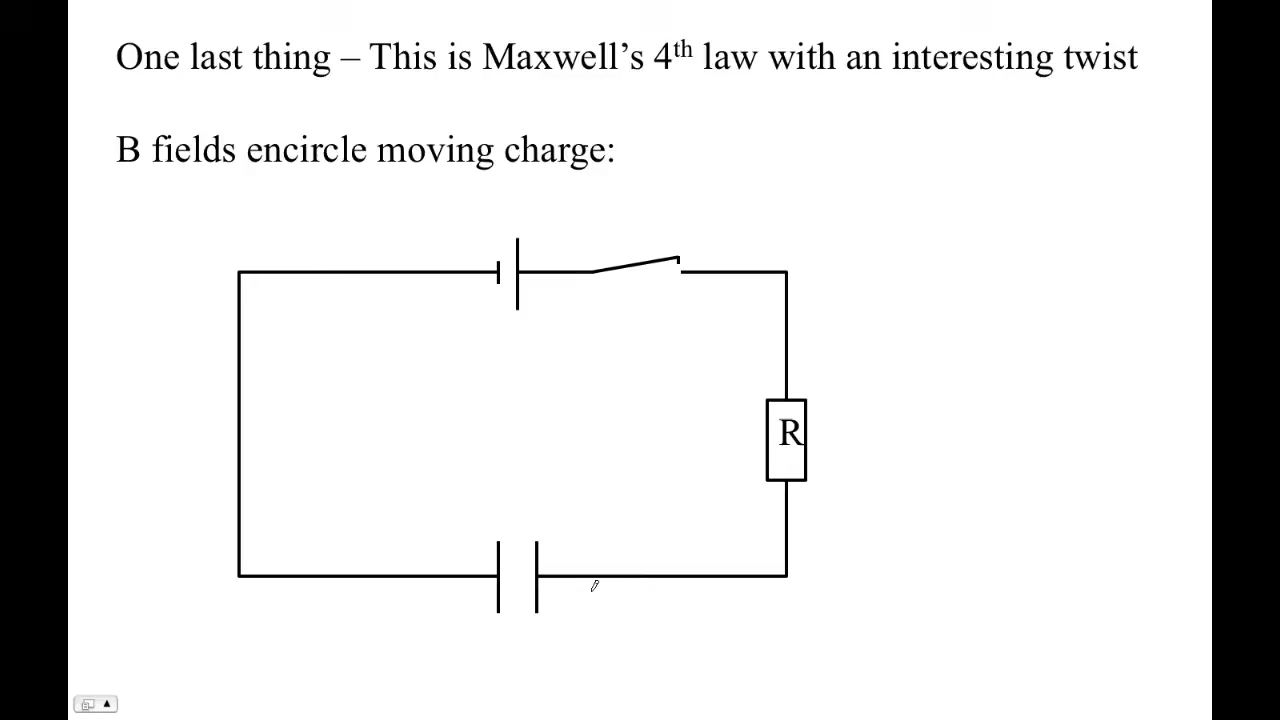 One last thing – This is Maxwell’s 4th law with an interesting twist
B fields encircle moving charge:
R